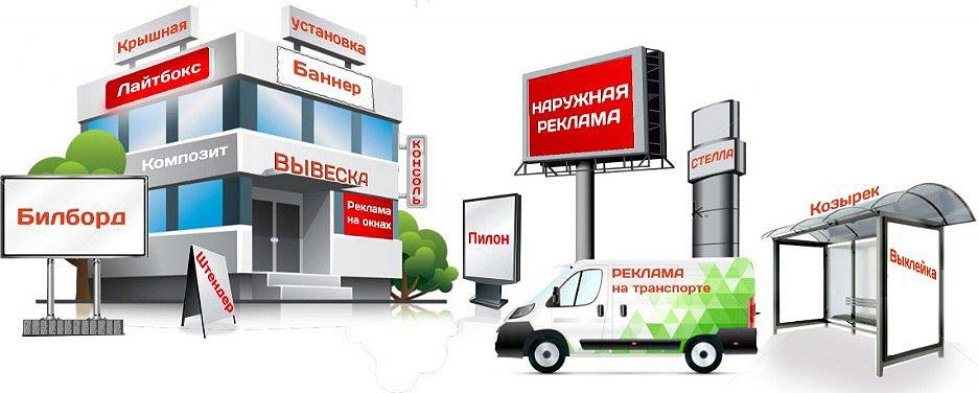 Крышная
установка
Лайтбокс
Баннер
Композит
ВЫВЕСКА
Консоль
Реклама
на окнах
Билборд
Штендер
Пилон
НАРУЖНАЯ
РЕКЛАМА
СТЕЛЛА
РЕКЛАМА
на транспорте
Козырек
Выклейка